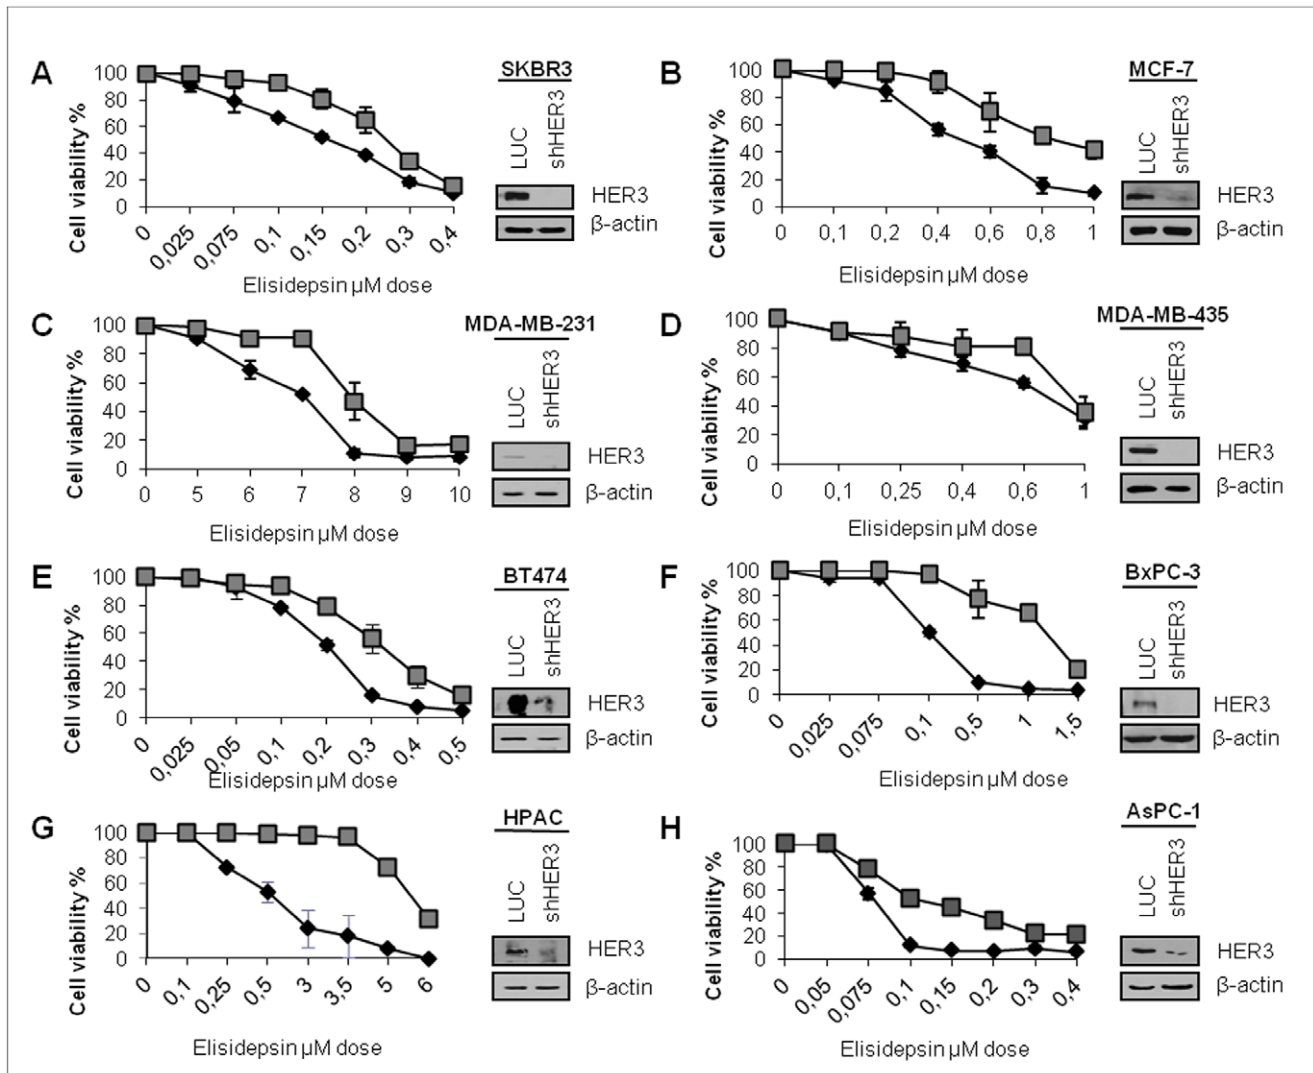 A
Cell viability %
100
80
60
40
20
0
0 0,025 0,075 0,1 0,15 0,2 0,3 0,4
Elisidepsin µM dose
SKBR3
LUC shHER3
HER3
β-actin
B
Cell viability %
100
80
60
40
20
0
0 0,1 0,2 0,4 0,6 0,8 1
Elisidepsin µM dose
MCF-7
LUC shHER3
HER3
β-actin
C
Cell viability %
100
80
60
40
20
0
0 5 6 7 8 9 10
Elisidepsin µM dose
MDA-MB-231
LUC shHER3
HER3
β-actin
D
Cell viability %
100
80
60
40
20
0
0 0,1 0,25 0,4 0,6 1
Elisidepsin µM dose
MDA-MB-435
LUC shHER3
HER3
β-actin
E
Cell viability %
100
80
60
40
20
0
0 0,025 0,05 0,1 0,2 0,3 0,4 0,5
Elisidepsin µM dose
BT474
LUC shHER3
HER3
β-actin
F
Cell viability %
100
80
60
40
20
0
0 0,025 0,075 0,1 0,5 1 1,5
Elisidepsin µM dose
BxPC-3
LUC shHER3
HER3
β-actin
G
Cell viability %
100
80
60
40
20
0
0 0,1 0,25 0,5 3 3,5 5 6
Elisidepsin µM dose
HPAC
LUC shHER3
HER3
β-actin
H
Cell viability %
100
80
60
40
20
0
0 0,05 0,075 0,1 0,15 0,2 0,3 0,4
Elisidepsin µM dose
AsPC-1
LUC shHER3
HER3
β-actin